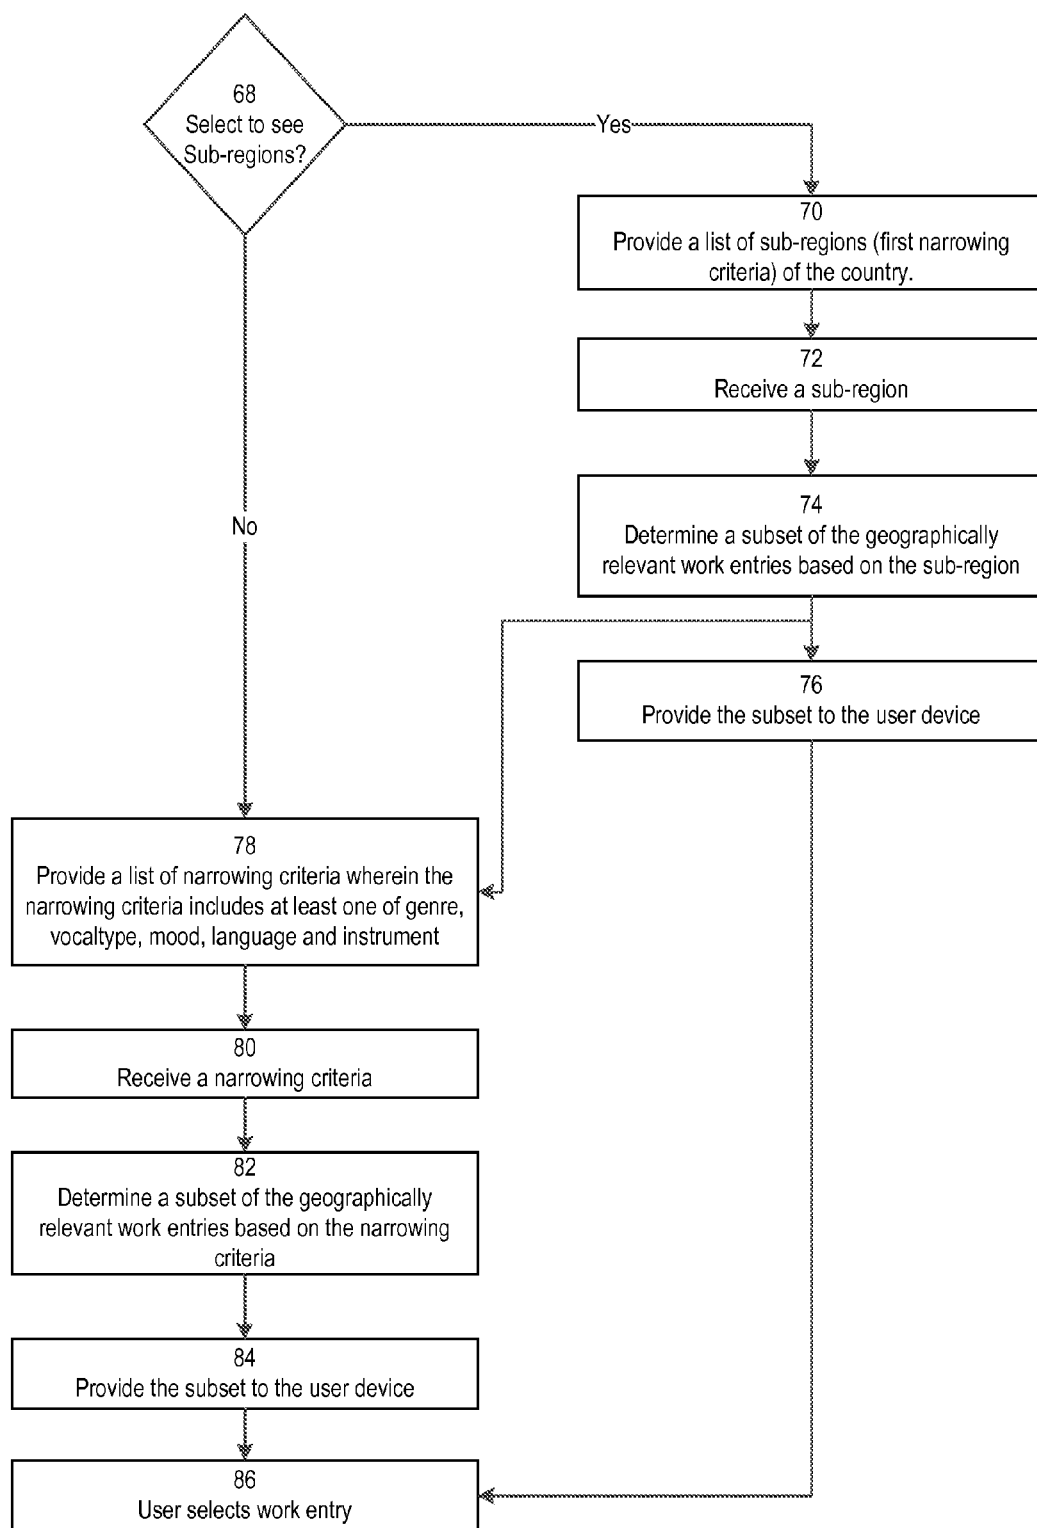 68
Select to see
Sub-regions?
Yes
70
Provide a list of sub-regions (first narrowing
criteria) of the country.
72
Receive a sub-region
74
Determine a subset of the geographically
relevant work entries based on the sub-region
No
76
Provide the subset to the user device
78
Provide a list of narrowing criteria wherein the
narrowing criteria includes at least one of genre,
vocaltype, mood, language and instrument
80
Receive a narrowing criteria
82
Determine a subset of the geographically
relevant work entries based on the narrowing
criteria
84
Provide the subset to the user device
86
User selects work entry